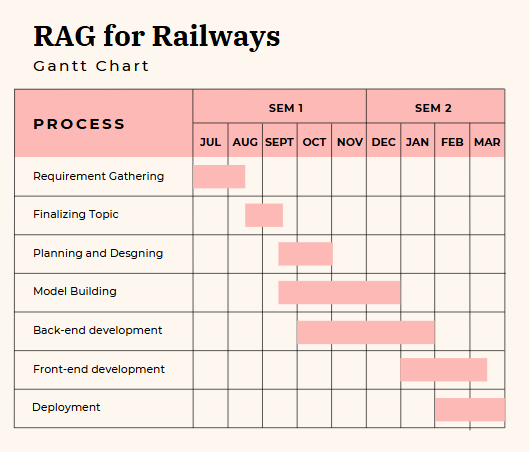 RAG for Railways
Gantt Chart
PROCESS
SEM 1 SEM 2
JUL AUG SEPT OCT NOV DEC JAN FEB MAR
Requirement Gathering
Finalizing Topic
Planning and Desgning
Model Building
Back-end development
Front-end development
Deployment